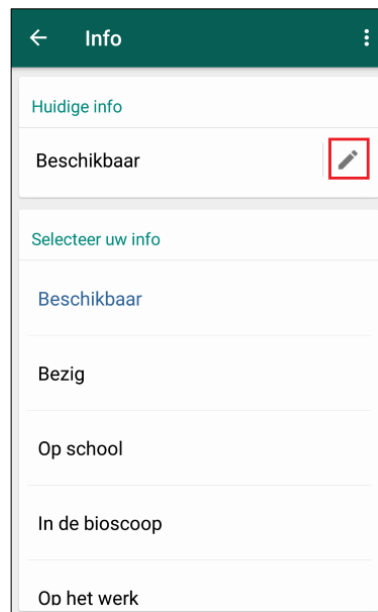 Info
Huidige info
Beschikbaar
Selecteer uw info
Beschikbaar
Bezig
Op school
In de bioscoop
Op het werk